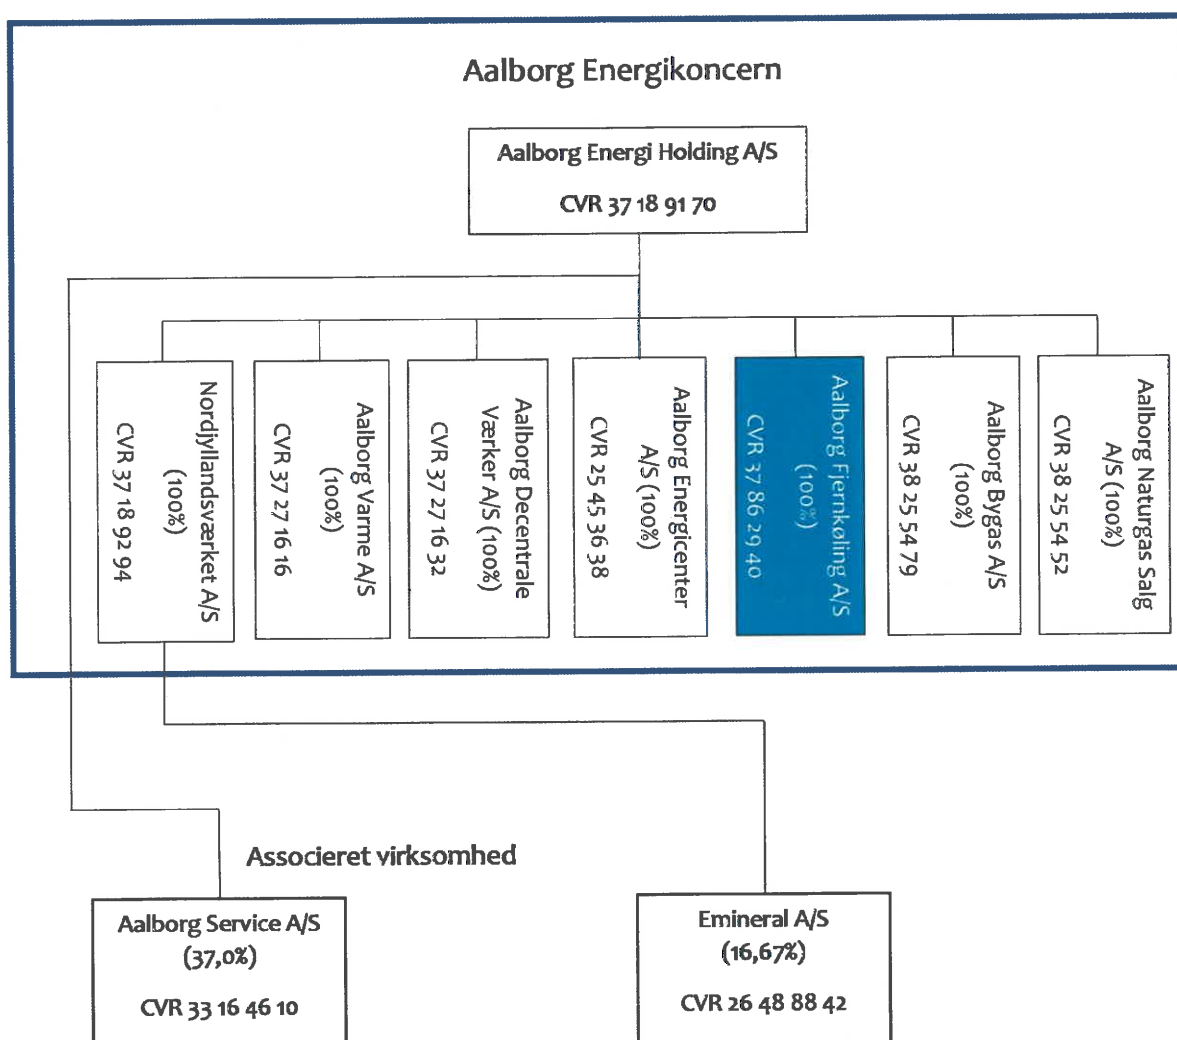 Aalborg Energikoncern
Aalborg Energi Holding A/S
CVR 37 18 91 70
Nordjyllandsværket A/S
(100%)
CVR 37 18 92 94
Aalborg Varme A/S
(100%)
CVR 37 27 16 16
Aalborg Decentrale
Værker A/S (100%)
CVR 37 27 16 32
Aalborg Energicenter
A/S (100%)
CVR 25 45 36 38
Aalborg Fjernkøling A/S
(100%)
CVR 37 86 29 40
Aalborg Bygas A/S
(100%)
CVR 38 25 54 79
Aalborg Naturgas Salg
A/S (100%)
CVR 38 25 54 52
Associeret virksomhed
Aalborg Service A/S
(37,0%)
CVR 33 16 46 10
Emineral A/S
(16,67%)
CVR 26 48 88 42